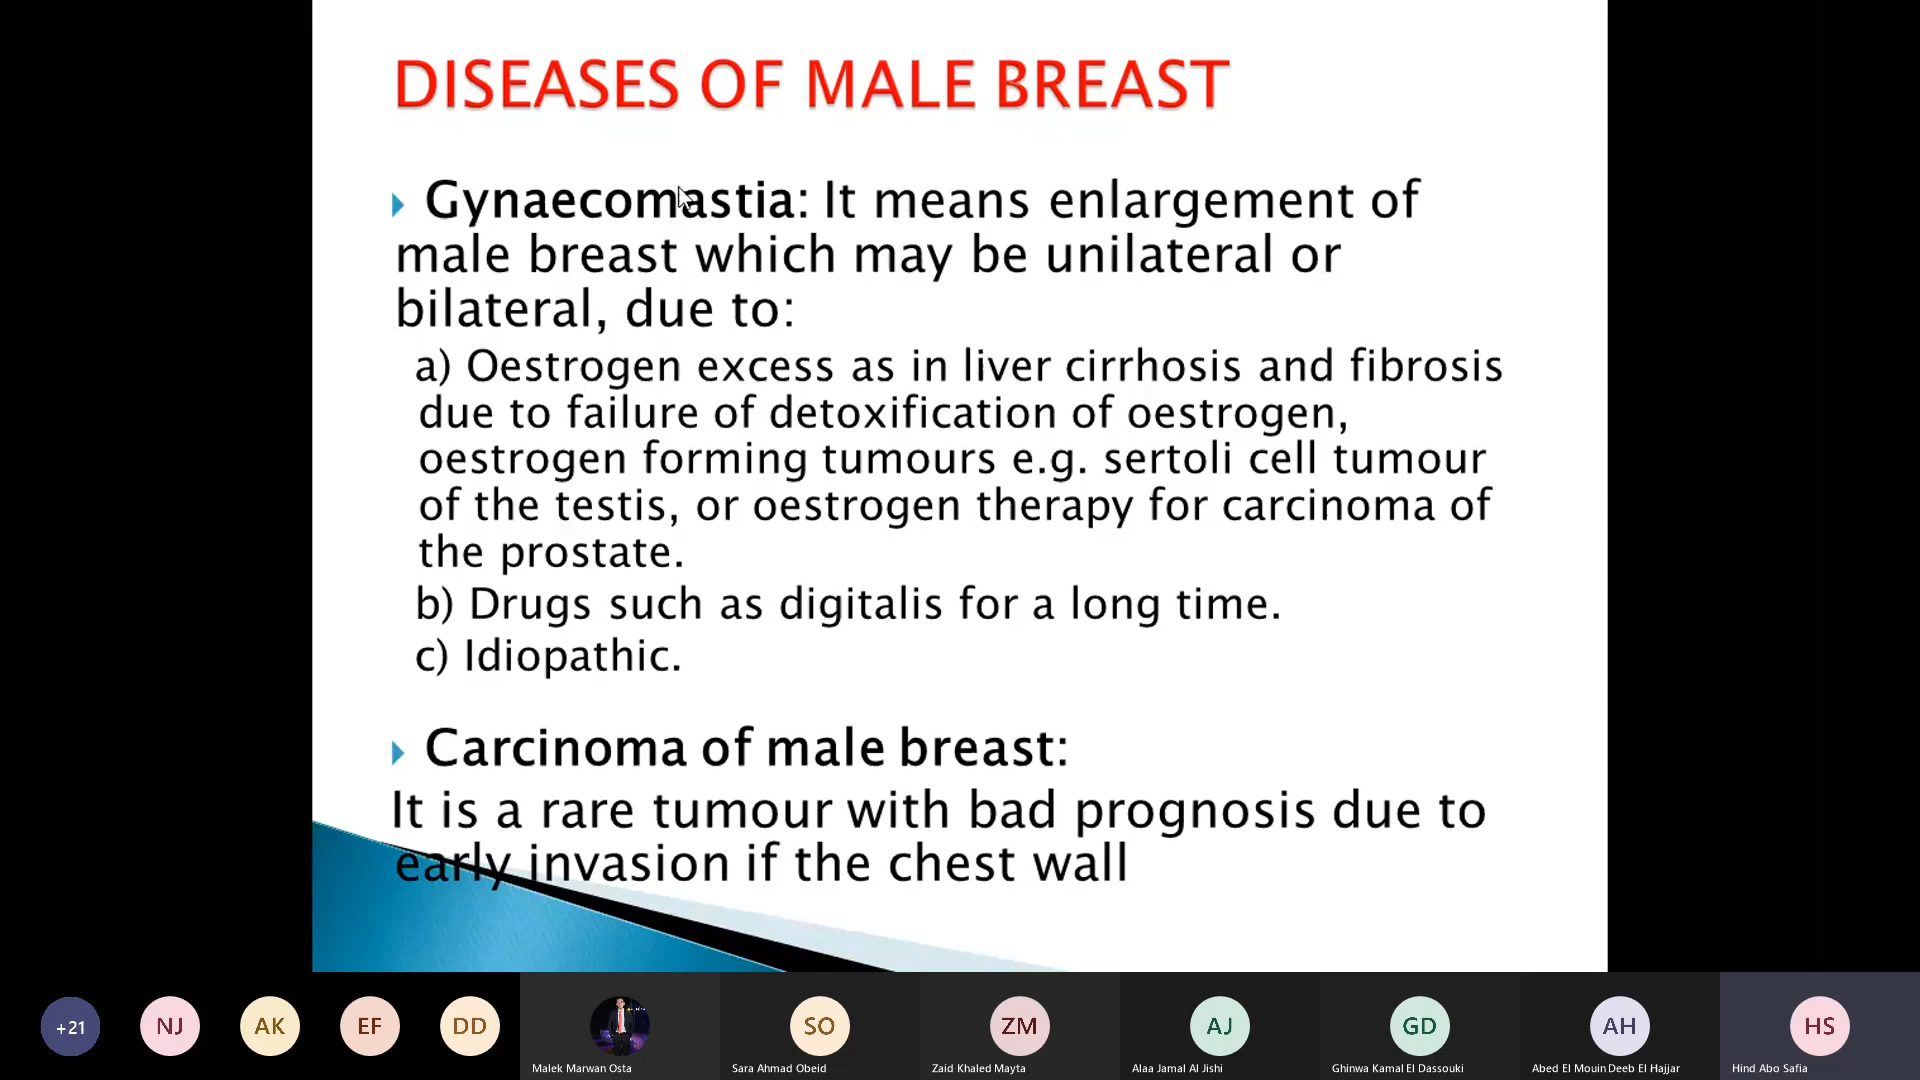 DISEASES OF MALE BREAST
Gynaecomastia: It means enlargement of
male breast which may be unilateral or
bilateral, due to:
a) Oestrogen excess as in liver cirrhosis and fibrosis
due to failure of detoxification of oestrogen,
oestrogen forming tumours e.g. sertoli cell tumour
of the testis, or oestrogen therapy for carcinoma of
the prostate.
b) Drugs such as digitalis for a long time.
c) Idiopathic.
Carcinoma of male breast:
It is a rare tumour with bad prognosis due to
early invasion if the chest wall
+21
NJ
AK
EF
DD
SO
ZM
AJ
GD
AH
HS
Malek Marwan Osta
Sara Ahmad Obeid
Zaid Khaled Mayta
Alaa Jamal Al Jishi
Ghinwa Kamal El Dassouki
Abed El Mouin Deeb El Hajjar
Hind Abo Safia